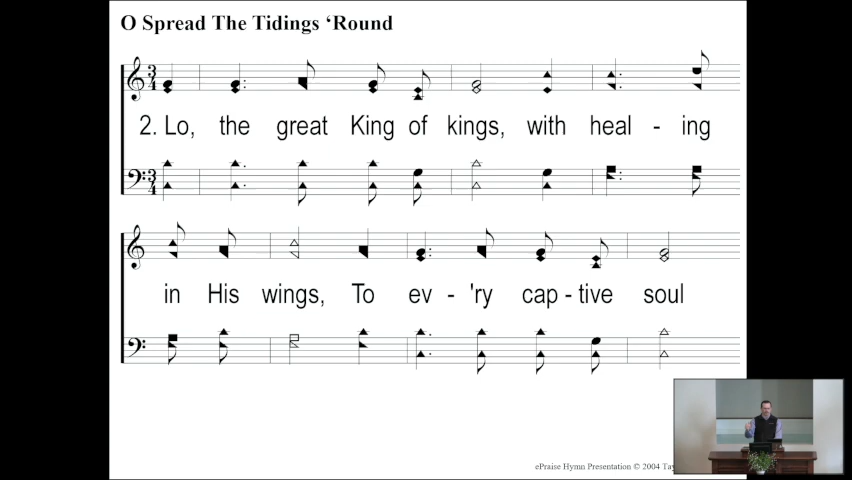 O Spread The Tidings ‘Round
2. Lo, the great King of kings, with heal - ing
in His wings, To ev - 'ry cap - tive soul
ePraise Hymn Presentation © 2004